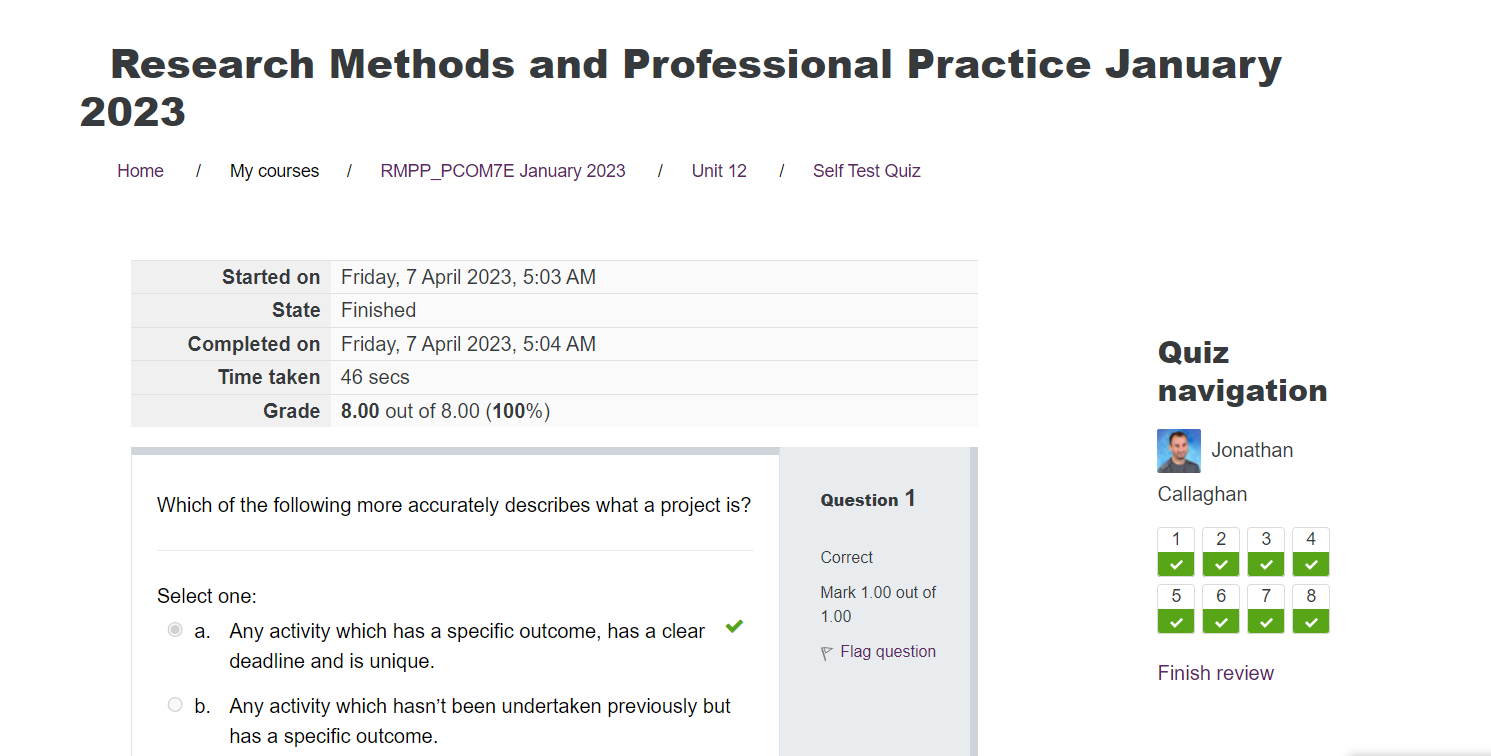 Research Methods and Professional Practice January
2023
Home / My courses / RMPP_PCOM7E January 2023 / Unit 12 / Self Test Quiz
Started on Friday, 7 April 2023, 5:03 AM
State Finished
Completed on Friday, 7 April 2023, 5:04 AM
Time taken 46 secs
Grade 8.00 out of 8.00 (100%)
Which of the following more accurately describes what a project is?
Select one:
a. Any activity which has a specific outcome, has a clear
deadline and is unique.
b. Any activity which hasn’t been undertaken previously but
has a specific outcome.
Question 1
Correct
Mark 1.00 out of
1.00
Flag question
Quiz
navigation
Jonathan
Callaghan
1 2 3 4
5 6 7 8
Finish review